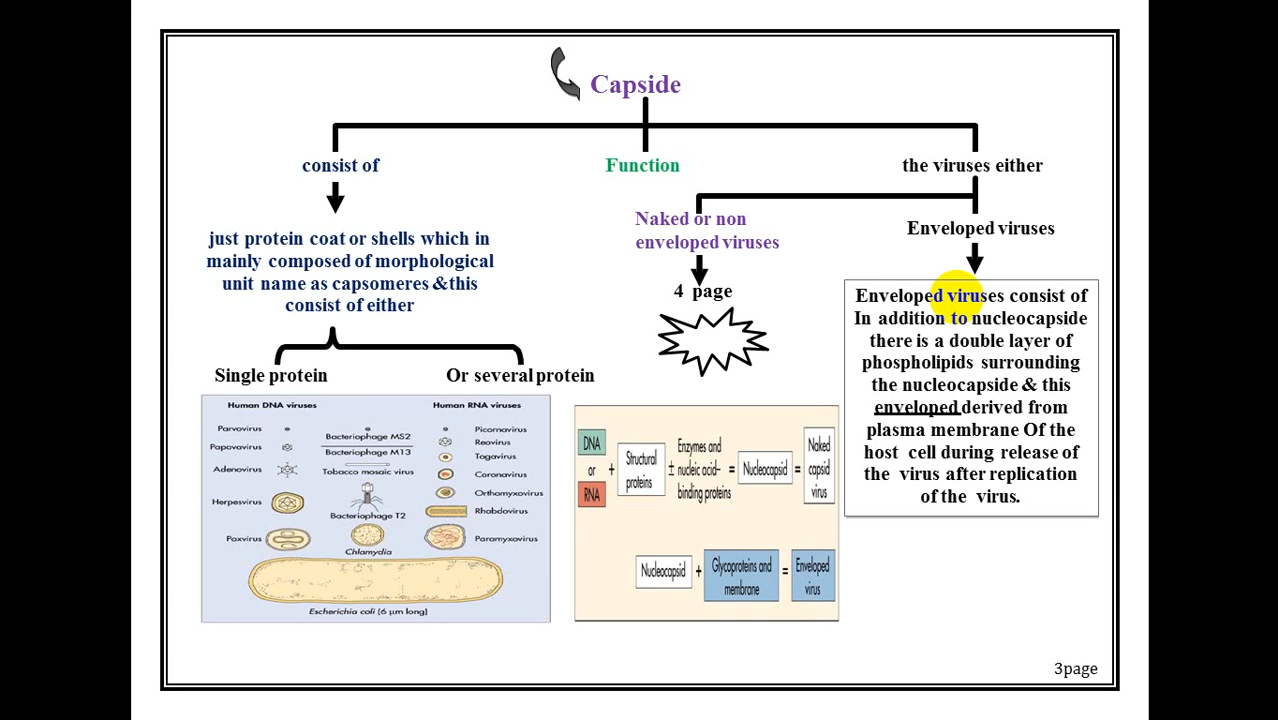 Capside
consist of
Function
the viruses either
just protein coat or shells which in
mainly composed of morphological
unit name as capsomeres &this
consist of either
Single protein
Or several protein
Naked or non
enveloped viruses
4 page
Enveloped viruses
Enveloped viruses consist of
In addition to nucleocapside
there is a double layer of
phospholipids surrounding
the nucleocapside & this
enveloped derived from
plasma membrane Of the
host cell during release of
the virus after replication
of the virus.
Human DNA viruses
Human RNA viruses
Parvovirus
Papovavirus
Adenovirus
Herpesvirus
Poxvirus
Bacteriophage MS2
Bacteriophage M13
Tobacco mosaic virus
Bacteriophage T2
Chlamydia
Picornavirus
Reovirus
Togavirus
Coronavirus
Orthomyxovirus
Rhabdovirus
Paramyxovirus
Escherichia coli (6 μm long)
DNA
or
RNA
+
Structural
proteins
±
Enzymes and
nucleic acid–
binding proteins
=
Nucleocapsid
=
Naked
capsid
virus
Nucleocapsid
+
Glycoproteins and
membrane
=
Enveloped
virus
3page